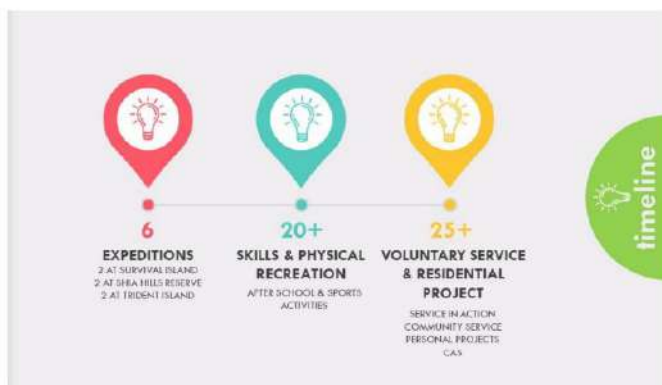 6
EXPEDITIONS
2 AT SURVIVAL ISLAND
2 AT SHIA HILLS RESERVE
2 AT TRIDENT ISLAND
20+
SKILLS & PHYSICAL
RECREATION
AFTER SCHOOL & SPORTS
ACTIVITIES
25+
VOLUNTARY SERVICE
& RESIDENTIAL
PROJECT
SERVICE IN ACTION
COMMUNITY SERVICE
PERSONAL PROJECTS
CAS
timeline